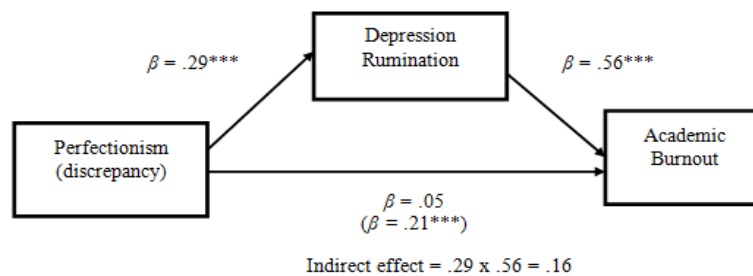 Depression
Rumination
β = .29***
β = .56***
Perfectionism
(discrepancy)
Academic
Burnout
β = .05
(β = .21***)
Indirect effect = .29 x .56 = .16